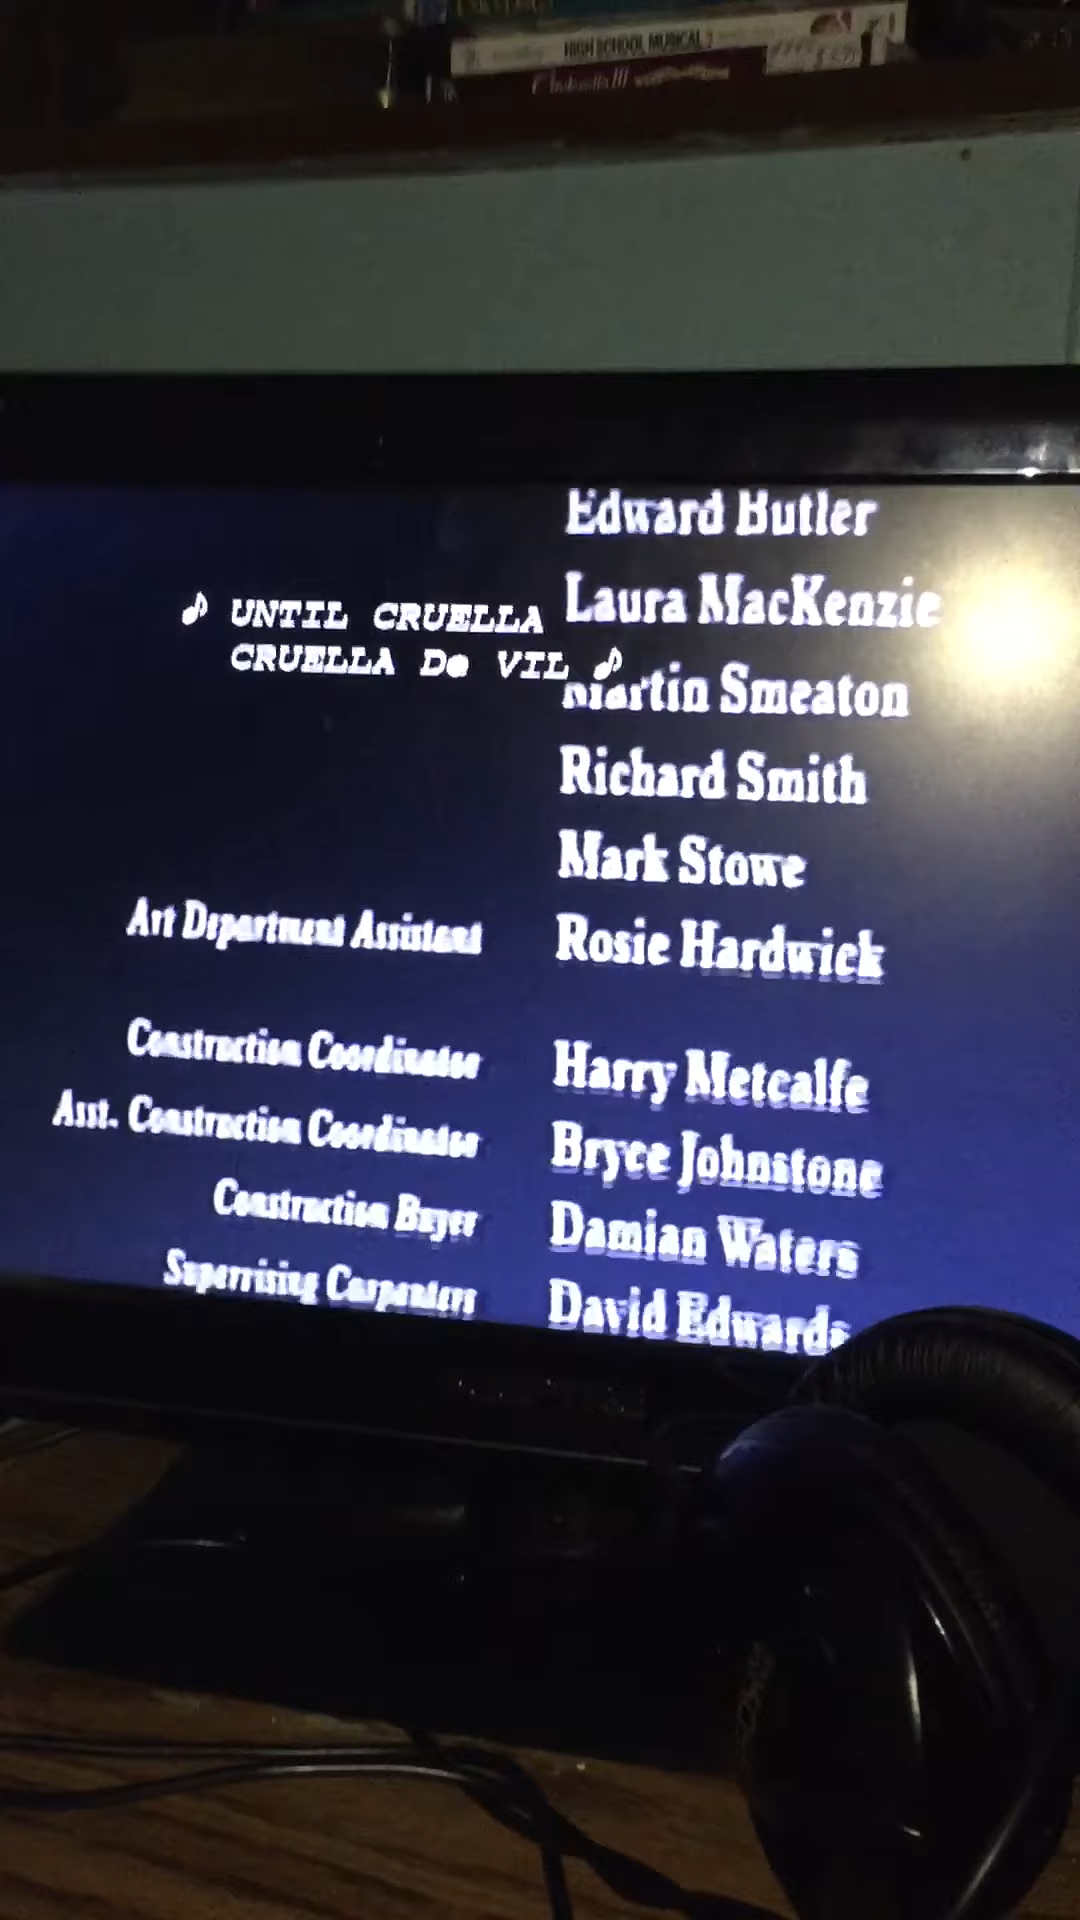 HIGH SCHOOL MUSICAL
Cinderella III
Edward Butler
♪ UNTIL CRUELLA
Laura MacKenzie
CRUELLA De VIL ♪
Martin Smeaton
Richard Smith
Mark Stowe
Art Department Assistant Rosie Hardwick
Construction Coordinator Harry Metcalfe
Asst. Construction Coordinator Bryce Johnstone
Construction Buyer Damian Waters
Supervising Carpenters David Edwards